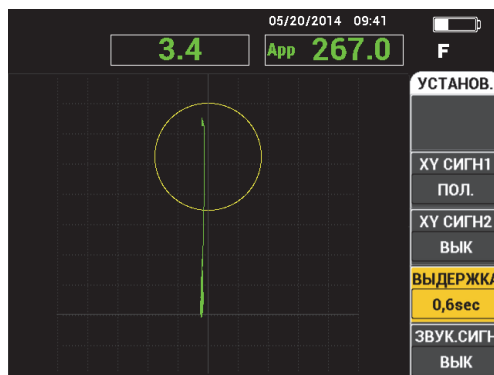 05/20/2014 09:41
3.4
App 267.0
F
УСТАНОВ.
XY СИГН1
ПОЛ.
XY СИГН2
ВЫК
ВЫДЕРЖКА
0,6sec
ЗВУК.СИГН
ВЫК